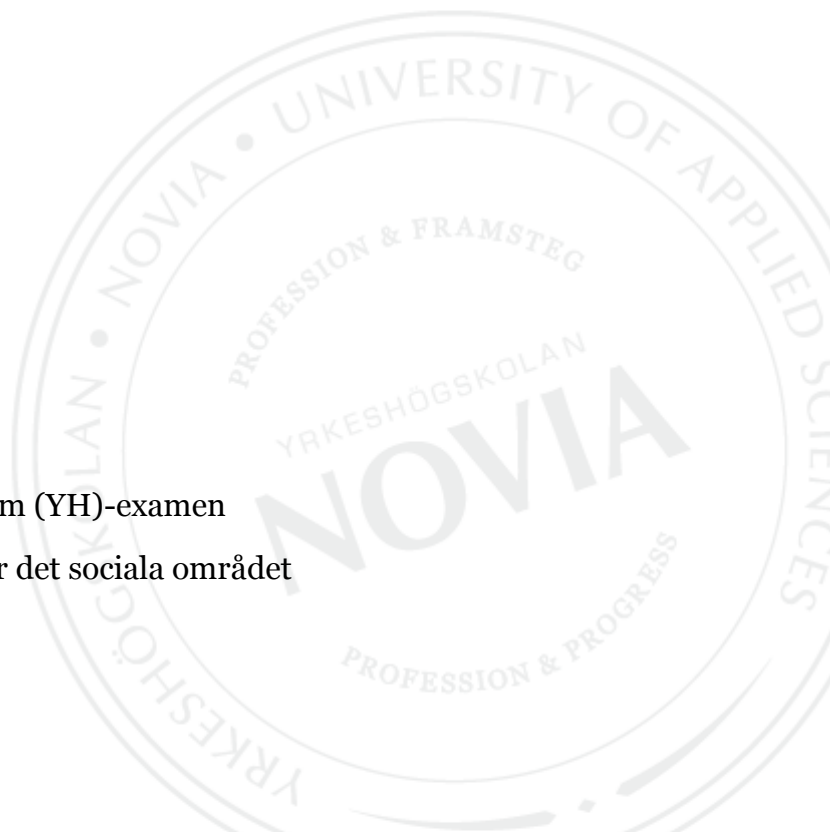 YRKESHÖGSKOLAN • NOVIA • UNIVERSITY OF APPLIED SCIENCES
PROFESSION & FRAMSTEG
YRKESHÖGSKOLAN
NOVIA
m (YH)-examen
r det sociala området
PROFESSION & PROGRESS